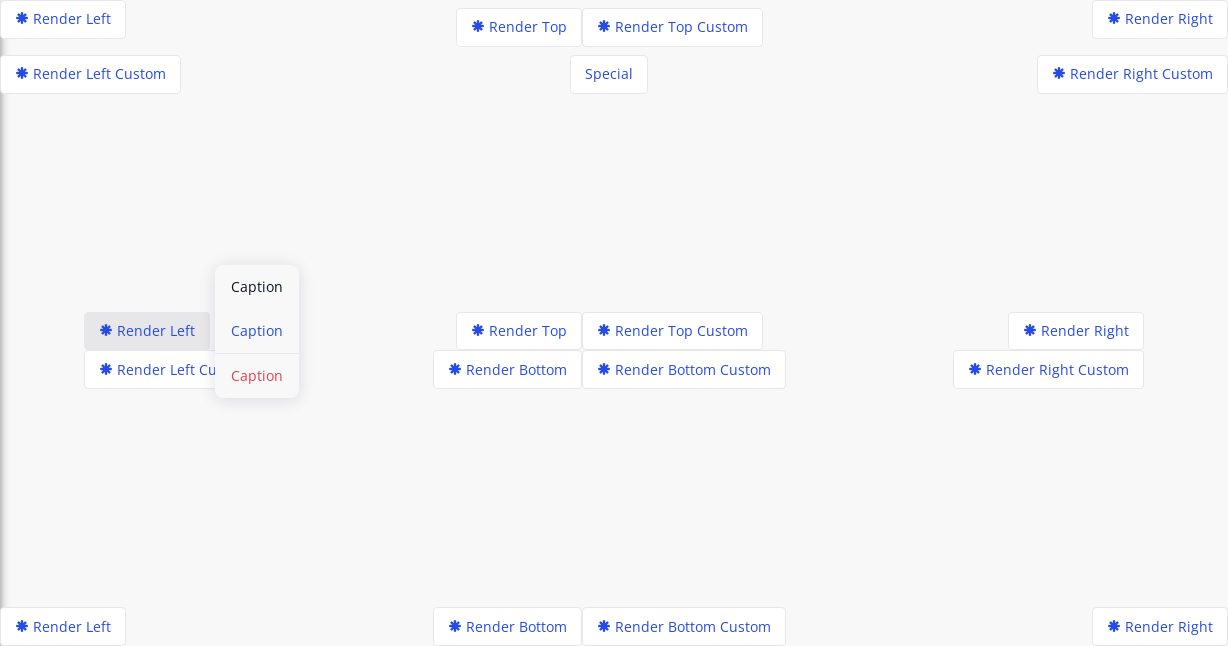 Render Left
Render Top
Render Top Custom
Render Right
Render Left Custom
Special
Render Right Custom
Caption
Render Left
Caption
Render Top
Render Top Custom
Render Right
Render Left Cu
Caption
Render Bottom
Render Bottom Custom
Render Right Custom
Render Left
Render Bottom
Render Bottom Custom
Render Right